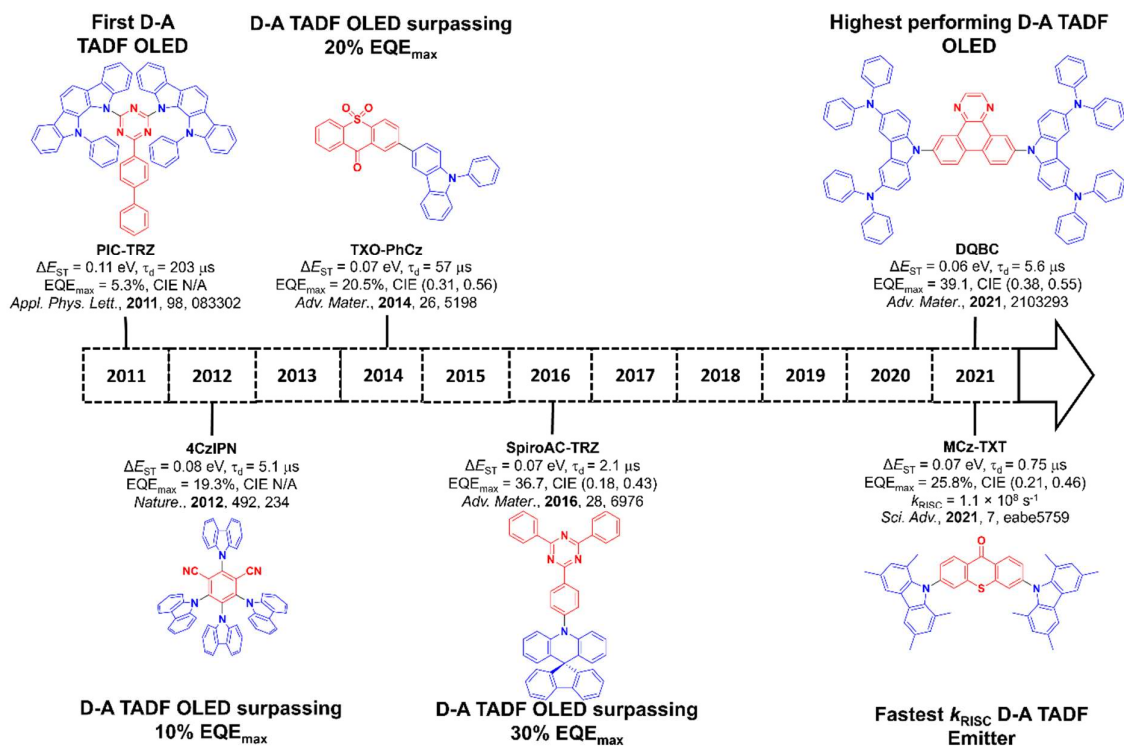 First D-A
TADF OLED
D-A TADF OLED surpassing
20% EQEmax
Highest performing D-A TADF
OLED
PIC-TRZ
ΔEST = 0.11 eV, τd = 203 μs
EQEmax = 5.3%, CIE N/A
Appl. Phys. Lett., 2011, 98, 083302
TXO-PhCz
ΔEST = 0.07 eV, τd = 57 μs
EQEmax = 20.5%, CIE (0.31, 0.56)
Adv. Mater., 2014, 26, 5198
DQBC
ΔEST = 0.06 eV, τd = 5.6 μs
EQEmax = 39.1, CIE (0.38, 0.55)
Adv. Mater., 2021, 2103293
2011 2012 2013 2014 2015 2016 2017 2018 2019 2020 2021
4CzIPN
ΔEST = 0.08 eV, τd = 5.1 μs
EQEmax = 19.3%, CIE N/A
Nature., 2012, 492, 234
SpiroAC-TRZ
ΔEST = 0.07 eV, τd = 2.1 μs
EQEmax = 36.7, CIE (0.18, 0.43)
Adv. Mater., 2016, 28, 6976
MCz-TXT
ΔEST = 0.07 eV, τd = 0.75 μs
EQEmax = 25.8%, CIE (0.21, 0.46)
kRISC = 1.1 × 10⁸ s⁻¹
Sci. Adv., 2021, 7, eabe5759
NC CN
D-A TADF OLED surpassing
10% EQEmax
D-A TADF OLED surpassing
30% EQEmax
Fastest kRISC D-A TADF
Emitter